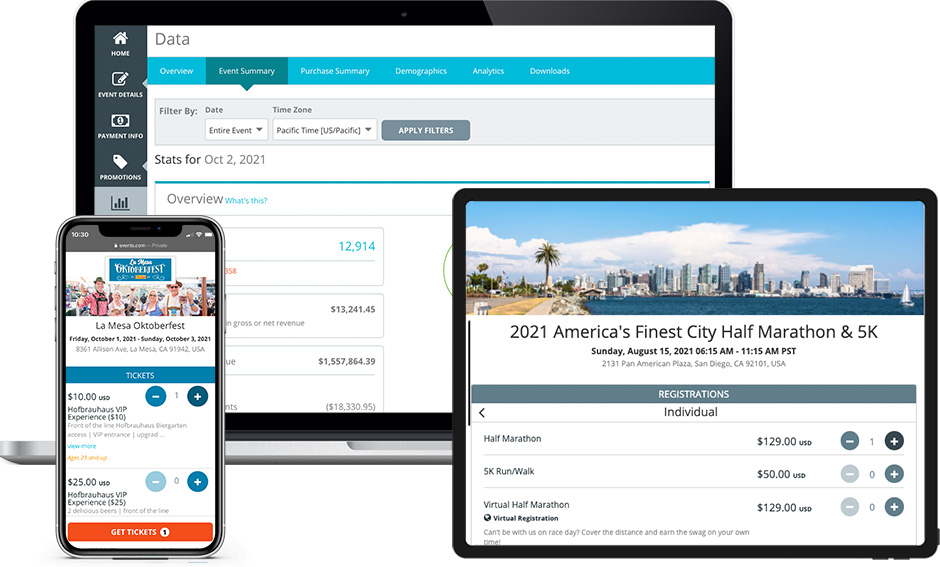 Data
HOME
EVENT DETAILS
PAYMENT INFO
PROMOTIONS
Overview
Event Summary
Purchase Summary
Demographics
Analytics
Downloads
Filter By:
Date
Time Zone
Entire Event
Pacific Time [US/Pacific]
APPLY FILTERS
Stats for Oct 2, 2021
Overview What's this?
12,914
358
$13,241.45
in gross or net revenue
ue
$1,557,864.39
nts
($18,330.95)
10:30
events.com — Private
La Mesa
OKTOBERFEST
La Mesa Oktoberfest
Friday, October 1, 2021 - Sunday, October 3, 2021
8361 Allison Ave, La Mesa, CA 91942, USA
TICKETS
$10.00 USD
1
Hofbrauhaus VIP
Experience ($10)
Front of the line Hofbrauhaus Biergarten
access | VIP entrance | upgrad ...
view more
Ages 21 and up
$25.00 USD
0
Hofbrauhaus VIP
Experience ($25)
2 delicious beers | front of the line
GET TICKETS 1
2021 America's Finest City Half Marathon & 5K
Sunday, August 15, 2021 06:15 AM - 11:15 AM PST
2131 Pan American Plaza, San Diego, CA 92101, USA
REGISTRATIONS
Individual
Half Marathon
$129.00 USD
1
5K Run/Walk
$50.00 USD
0
Virtual Half Marathon
$129.00 USD
0
Virtual Registration
Can't be with us on race day? Cover the distance and earn the swag on your own
time!